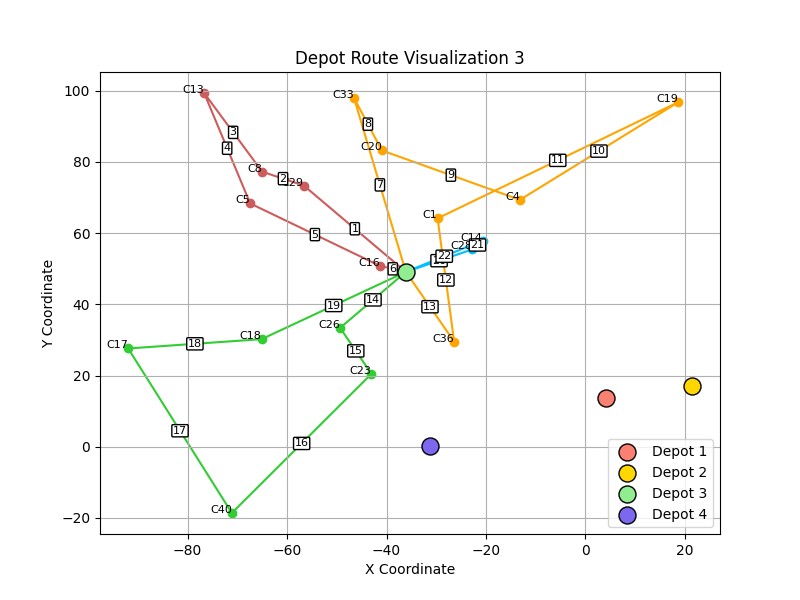 Depot Route Visualization 3
Y Coordinate
100
80
60
40
20
0
−20
−80
−60
−40
−20
0
20
X Coordinate
C13
C33
C19
3
8
4
C20
10
11
C8
2
C29
7
9
C5
C4
1
C1
5
C14
C28
21
22
C16
6
12
19
14
13
C26
C18
C36
C17
18
15
C23
17
16
C40
Depot 1
Depot 2
Depot 3
Depot 4